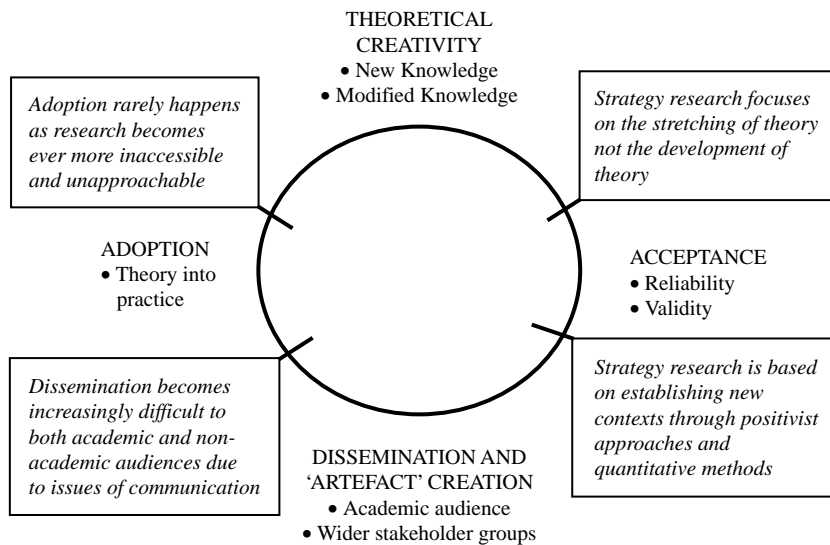 THEORETICAL
CREATIVITY
• New Knowledge
• Modified Knowledge
Adoption rarely happens
as research becomes
ever more inaccessible
and unapproachable
Strategy research focuses
on the stretching of theory
not the development of
theory
ADOPTION
• Theory into
practice
ACCEPTANCE
• Reliability
• Validity
Dissemination becomes
increasingly difficult to
both academic and non-
academic audiences due
to issues of communication
Strategy research is based
on establishing new
contexts through positivist
approaches and
quantitative methods
DISSEMINATION AND
‘ARTEFACT’ CREATION
• Academic audience
• Wider stakeholder groups